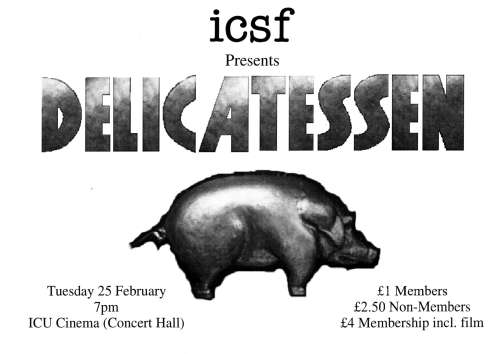 icsf
Presents
DELICATESSEN
Tuesday 25 February
7pm
ICU Cinema (Concert Hall)
£1 Members
£2.50 Non-Members
£4 Membership incl. film